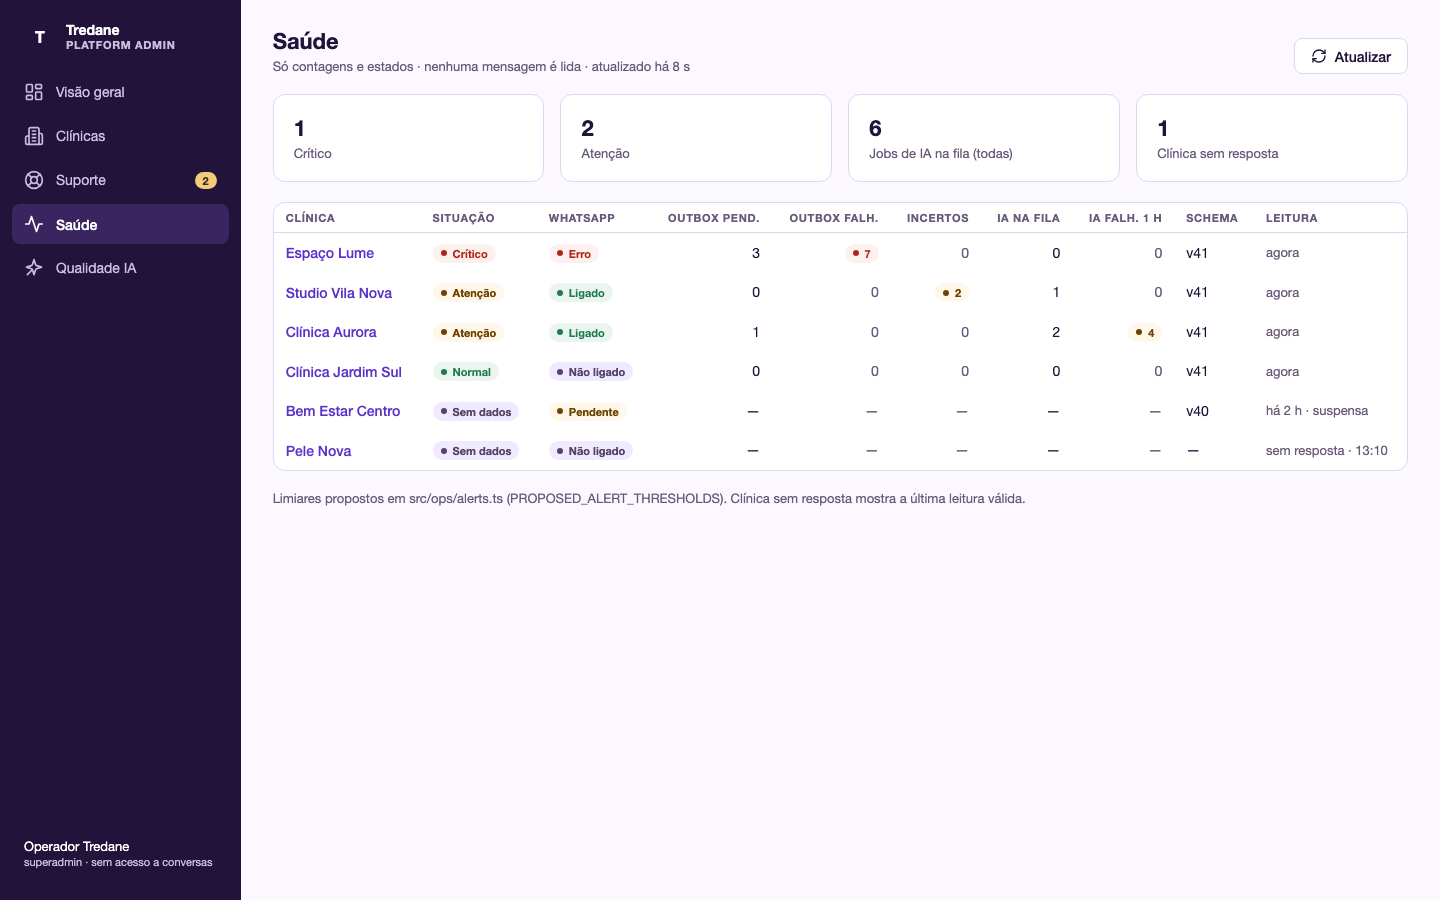 T
Tredane
PLATFORM ADMIN
Visão geral
Clínicas
Suporte 2
Saúde
Qualidade IA
Operador Tredane
superadmin · sem acesso a conversas
Saúde
Só contagens e estados · nenhuma mensagem é lida · atualizado há 8 s
Atualizar
1
Crítico
2
Atenção
6
Jobs de IA na fila (todas)
1
Clínica sem resposta
CLÍNICA SITUAÇÃO WHATSAPP OUTBOX PEND. OUTBOX FALH. INCERTOS IA NA FILA IA FALH. 1 H SCHEMA LEITURA
Espaço Lume Crítico Erro 3 7 0 0 0 v41 agora
Studio Vila Nova Atenção Ligado 0 0 2 1 0 v41 agora
Clínica Aurora Atenção Ligado 1 0 0 2 4 v41 agora
Clínica Jardim Sul Normal Não ligado 0 0 0 0 0 v41 agora
Bem Estar Centro Sem dados Pendente — — — — — v40 há 2 h · suspensa
Pele Nova Sem dados Não ligado — — — — — — sem resposta · 13:10
Limiares propostos em src/ops/alerts.ts (PROPOSED_ALERT_THRESHOLDS). Clínica sem resposta mostra a última leitura válida.